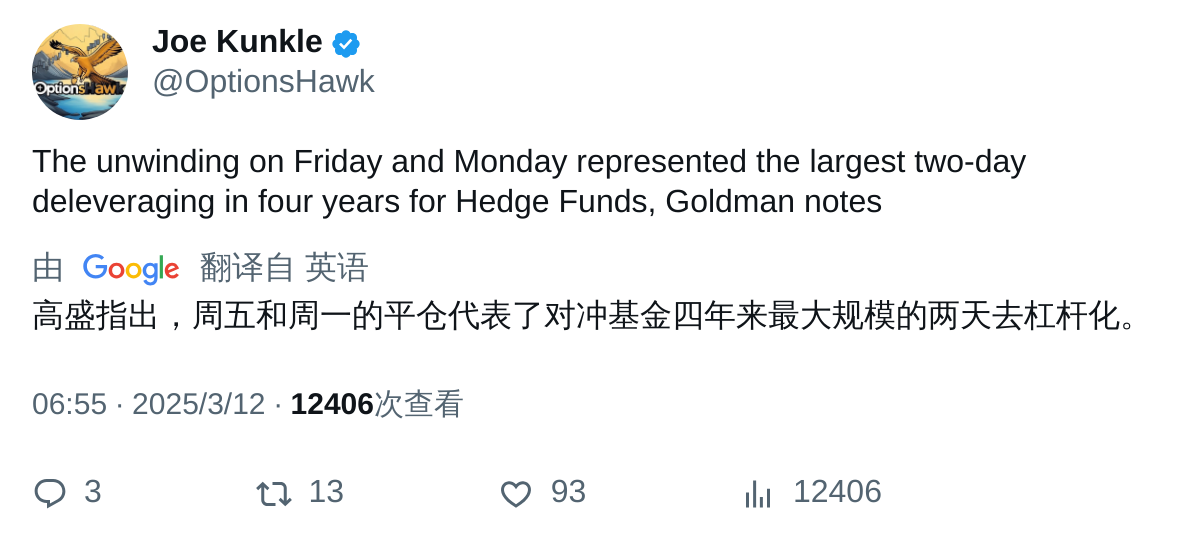 Joe Kunkle
@OptionsHawk
OptionsHawk
The unwinding on Friday and Monday represented the largest two-day
deleveraging in four years for Hedge Funds, Goldman notes
由 Google 翻译自 英语
高盛指出，周五和周一的平仓代表了对冲基金四年来最大规模的两天去杠杆化。
06:55 · 2025/3/12 · 12406次查看
3 13 93 12406